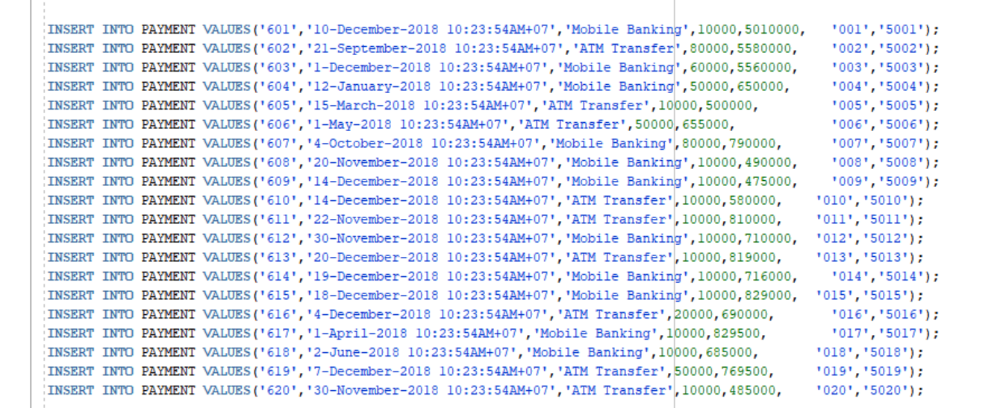 INSERT INTO PAYMENT VALUES('601','10-December-2018 10:23:54AM+07','Mobile Banking',10000,5010000, '001','5001');
INSERT INTO PAYMENT VALUES('602','21-September-2018 10:23:54AM+07','ATM Transfer',80000,5580000, '002','5002');
INSERT INTO PAYMENT VALUES('603','1-December-2018 10:23:54AM+07','Mobile Banking',60000,5560000, '003','5003');
INSERT INTO PAYMENT VALUES('604','12-January-2018 10:23:54AM+07','Mobile Banking',50000,650000, '004','5004');
INSERT INTO PAYMENT VALUES('605','15-March-2018 10:23:54AM+07','ATM Transfer',10000,500000, '005','5005');
INSERT INTO PAYMENT VALUES('606','1-May-2018 10:23:54AM+07','ATM Transfer',50000,655000, '006','5006');
INSERT INTO PAYMENT VALUES('607','4-October-2018 10:23:54AM+07','Mobile Banking',80000,790000, '007','5007');
INSERT INTO PAYMENT VALUES('608','20-November-2018 10:23:54AM+07','Mobile Banking',10000,490000, '008','5008');
INSERT INTO PAYMENT VALUES('609','14-December-2018 10:23:54AM+07','Mobile Banking',10000,475000, '009','5009');
INSERT INTO PAYMENT VALUES('610','14-December-2018 10:23:54AM+07','ATM Transfer',10000,580000, '010','5010');
INSERT INTO PAYMENT VALUES('611','22-November-2018 10:23:54AM+07','ATM Transfer',10000,810000, '011','5011');
INSERT INTO PAYMENT VALUES('612','30-November-2018 10:23:54AM+07','Mobile Banking',10000,710000, '012','5012');
INSERT INTO PAYMENT VALUES('613','20-December-2018 10:23:54AM+07','ATM Transfer',10000,819000, '013','5013');
INSERT INTO PAYMENT VALUES('614','19-December-2018 10:23:54AM+07','Mobile Banking',10000,716000, '014','5014');
INSERT INTO PAYMENT VALUES('615','18-December-2018 10:23:54AM+07','Mobile Banking',10000,829000, '015','5015');
INSERT INTO PAYMENT VALUES('616','4-December-2018 10:23:54AM+07','ATM Transfer',20000,690000, '016','5016');
INSERT INTO PAYMENT VALUES('617','1-April-2018 10:23:54AM+07','Mobile Banking',10000,829500, '017','5017');
INSERT INTO PAYMENT VALUES('618','2-June-2018 10:23:54AM+07','Mobile Banking',10000,685000, '018','5018');
INSERT INTO PAYMENT VALUES('619','7-December-2018 10:23:54AM+07','ATM Transfer',50000,769500, '019','5019');
INSERT INTO PAYMENT VALUES('620','30-November-2018 10:23:54AM+07','ATM Transfer',10000,485000, '020','5020');